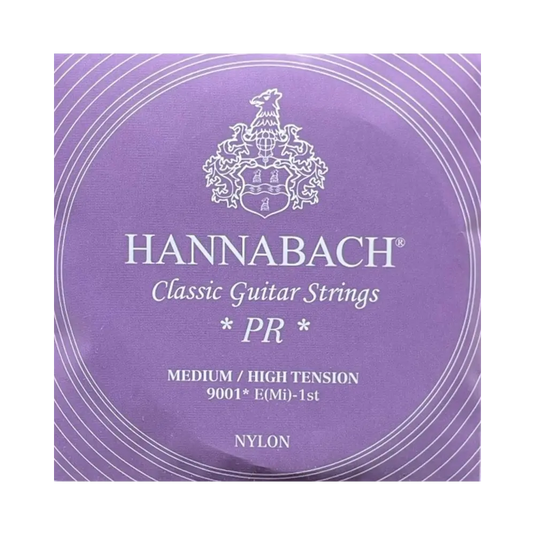 HANNABACH®
Classic Guitar Strings
* PR *
MEDIUM / HIGH TENSION
9001* E(Mi)-1st
NYLON